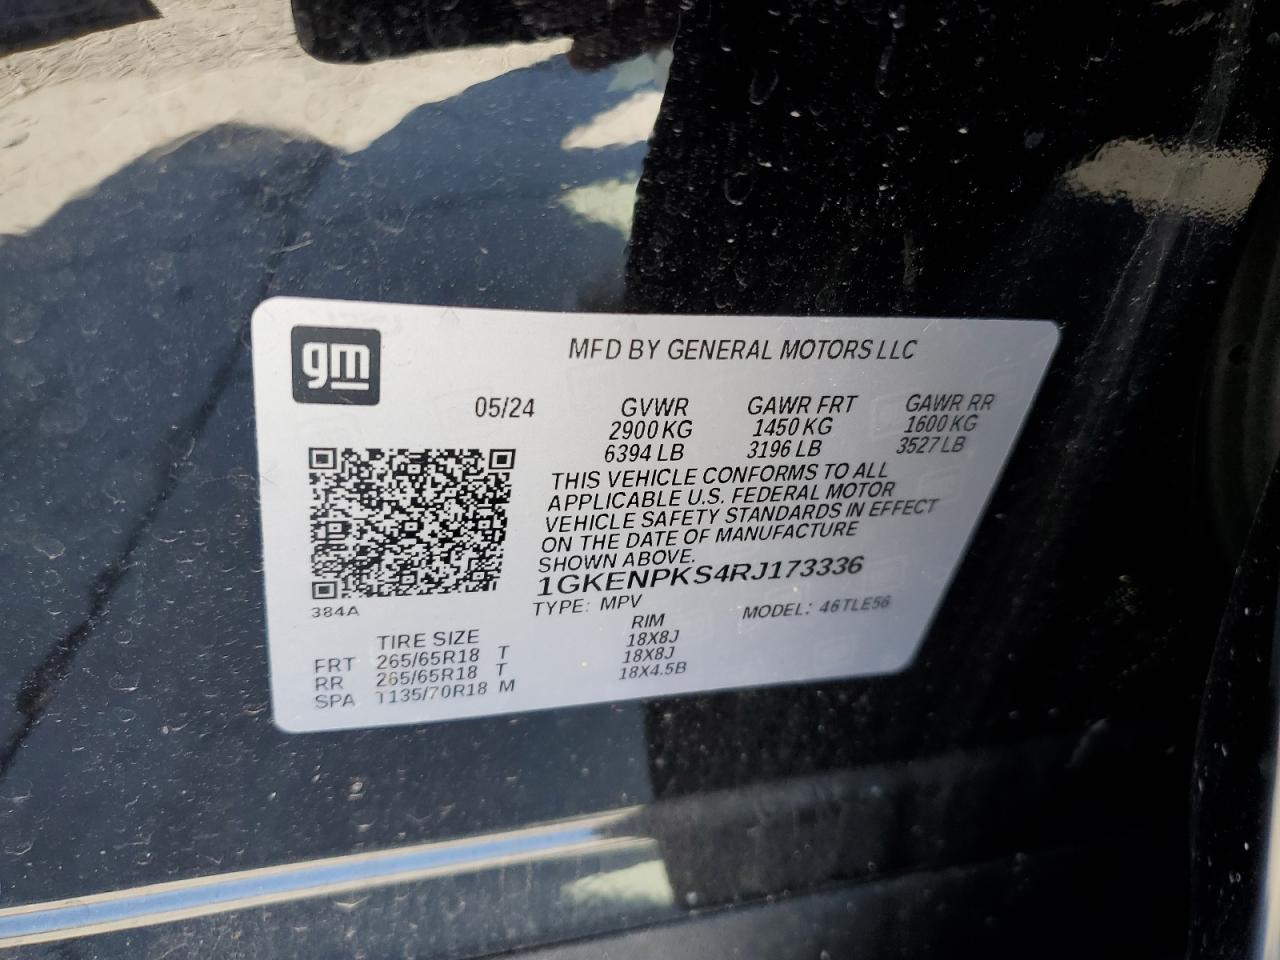 gm
MFD BY GENERAL MOTORS LLC
05/24 GVWR GAWR FRT GAWR RR
2900 KG 1450 KG 1600 KG
6394 LB 3196 LB 3527 LB
THIS VEHICLE CONFORMS TO ALL
APPLICABLE U.S. FEDERAL MOTOR
VEHICLE SAFETY STANDARDS IN EFFECT
ON THE DATE OF MANUFACTURE
SHOWN ABOVE.
1GKENPKS4RJ173336
384A
TYPE: MPV MODEL: 46TLE56
TIRE SIZE RIM
FRT 265/65R18 T 18X8J
RR 265/65R18 T 18X8J
SPA T135/70R18 M 18X4.5B